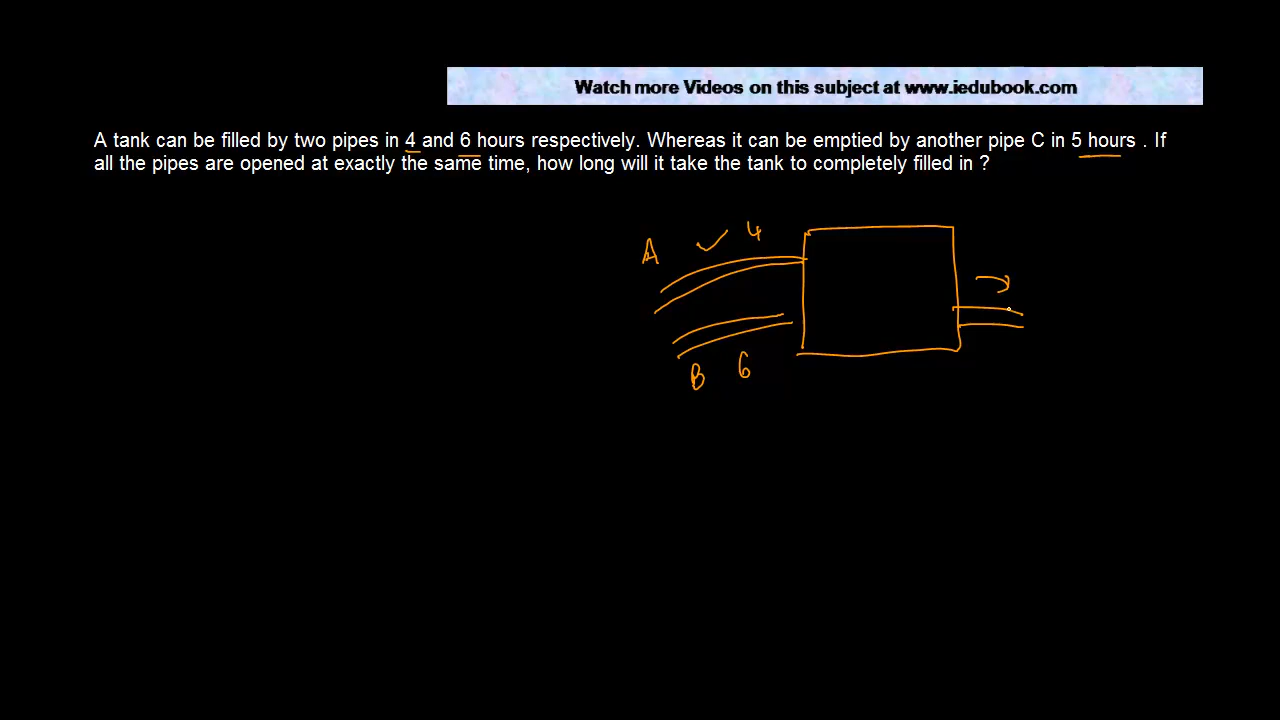 Watch more Videos on this subject at www.iedubook.com
A tank can be filled by two pipes in 4 and 6 hours respectively. Whereas it can be emptied by another pipe C in 5 hours . If
all the pipes are opened at exactly the same time, how long will it take the tank to completely filled in ?
A 4
B 6